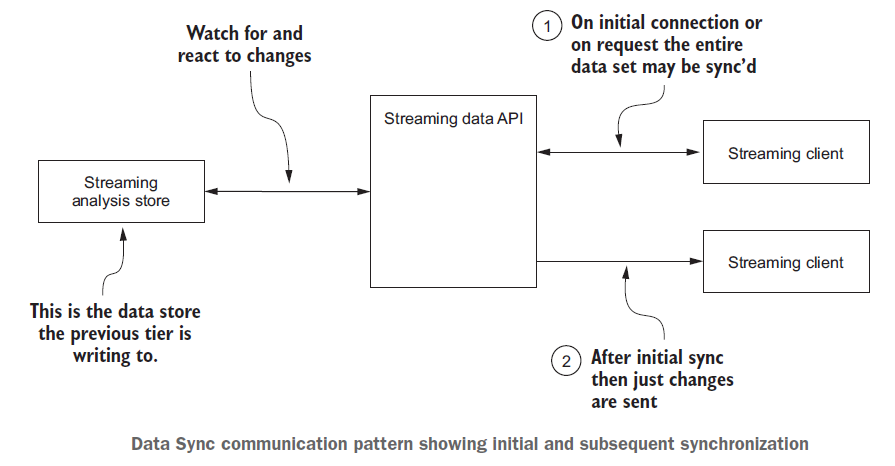 Watch for and
react to changes
1
On initial connection or
on request the entire
data set may be sync'd
Streaming data API
Streaming client
Streaming
analysis store
Streaming client
This is the data store
the previous tier is
writing to.
2
After initial sync
then just changes
are sent
Data Sync communication pattern showing initial and subsequent synchronization